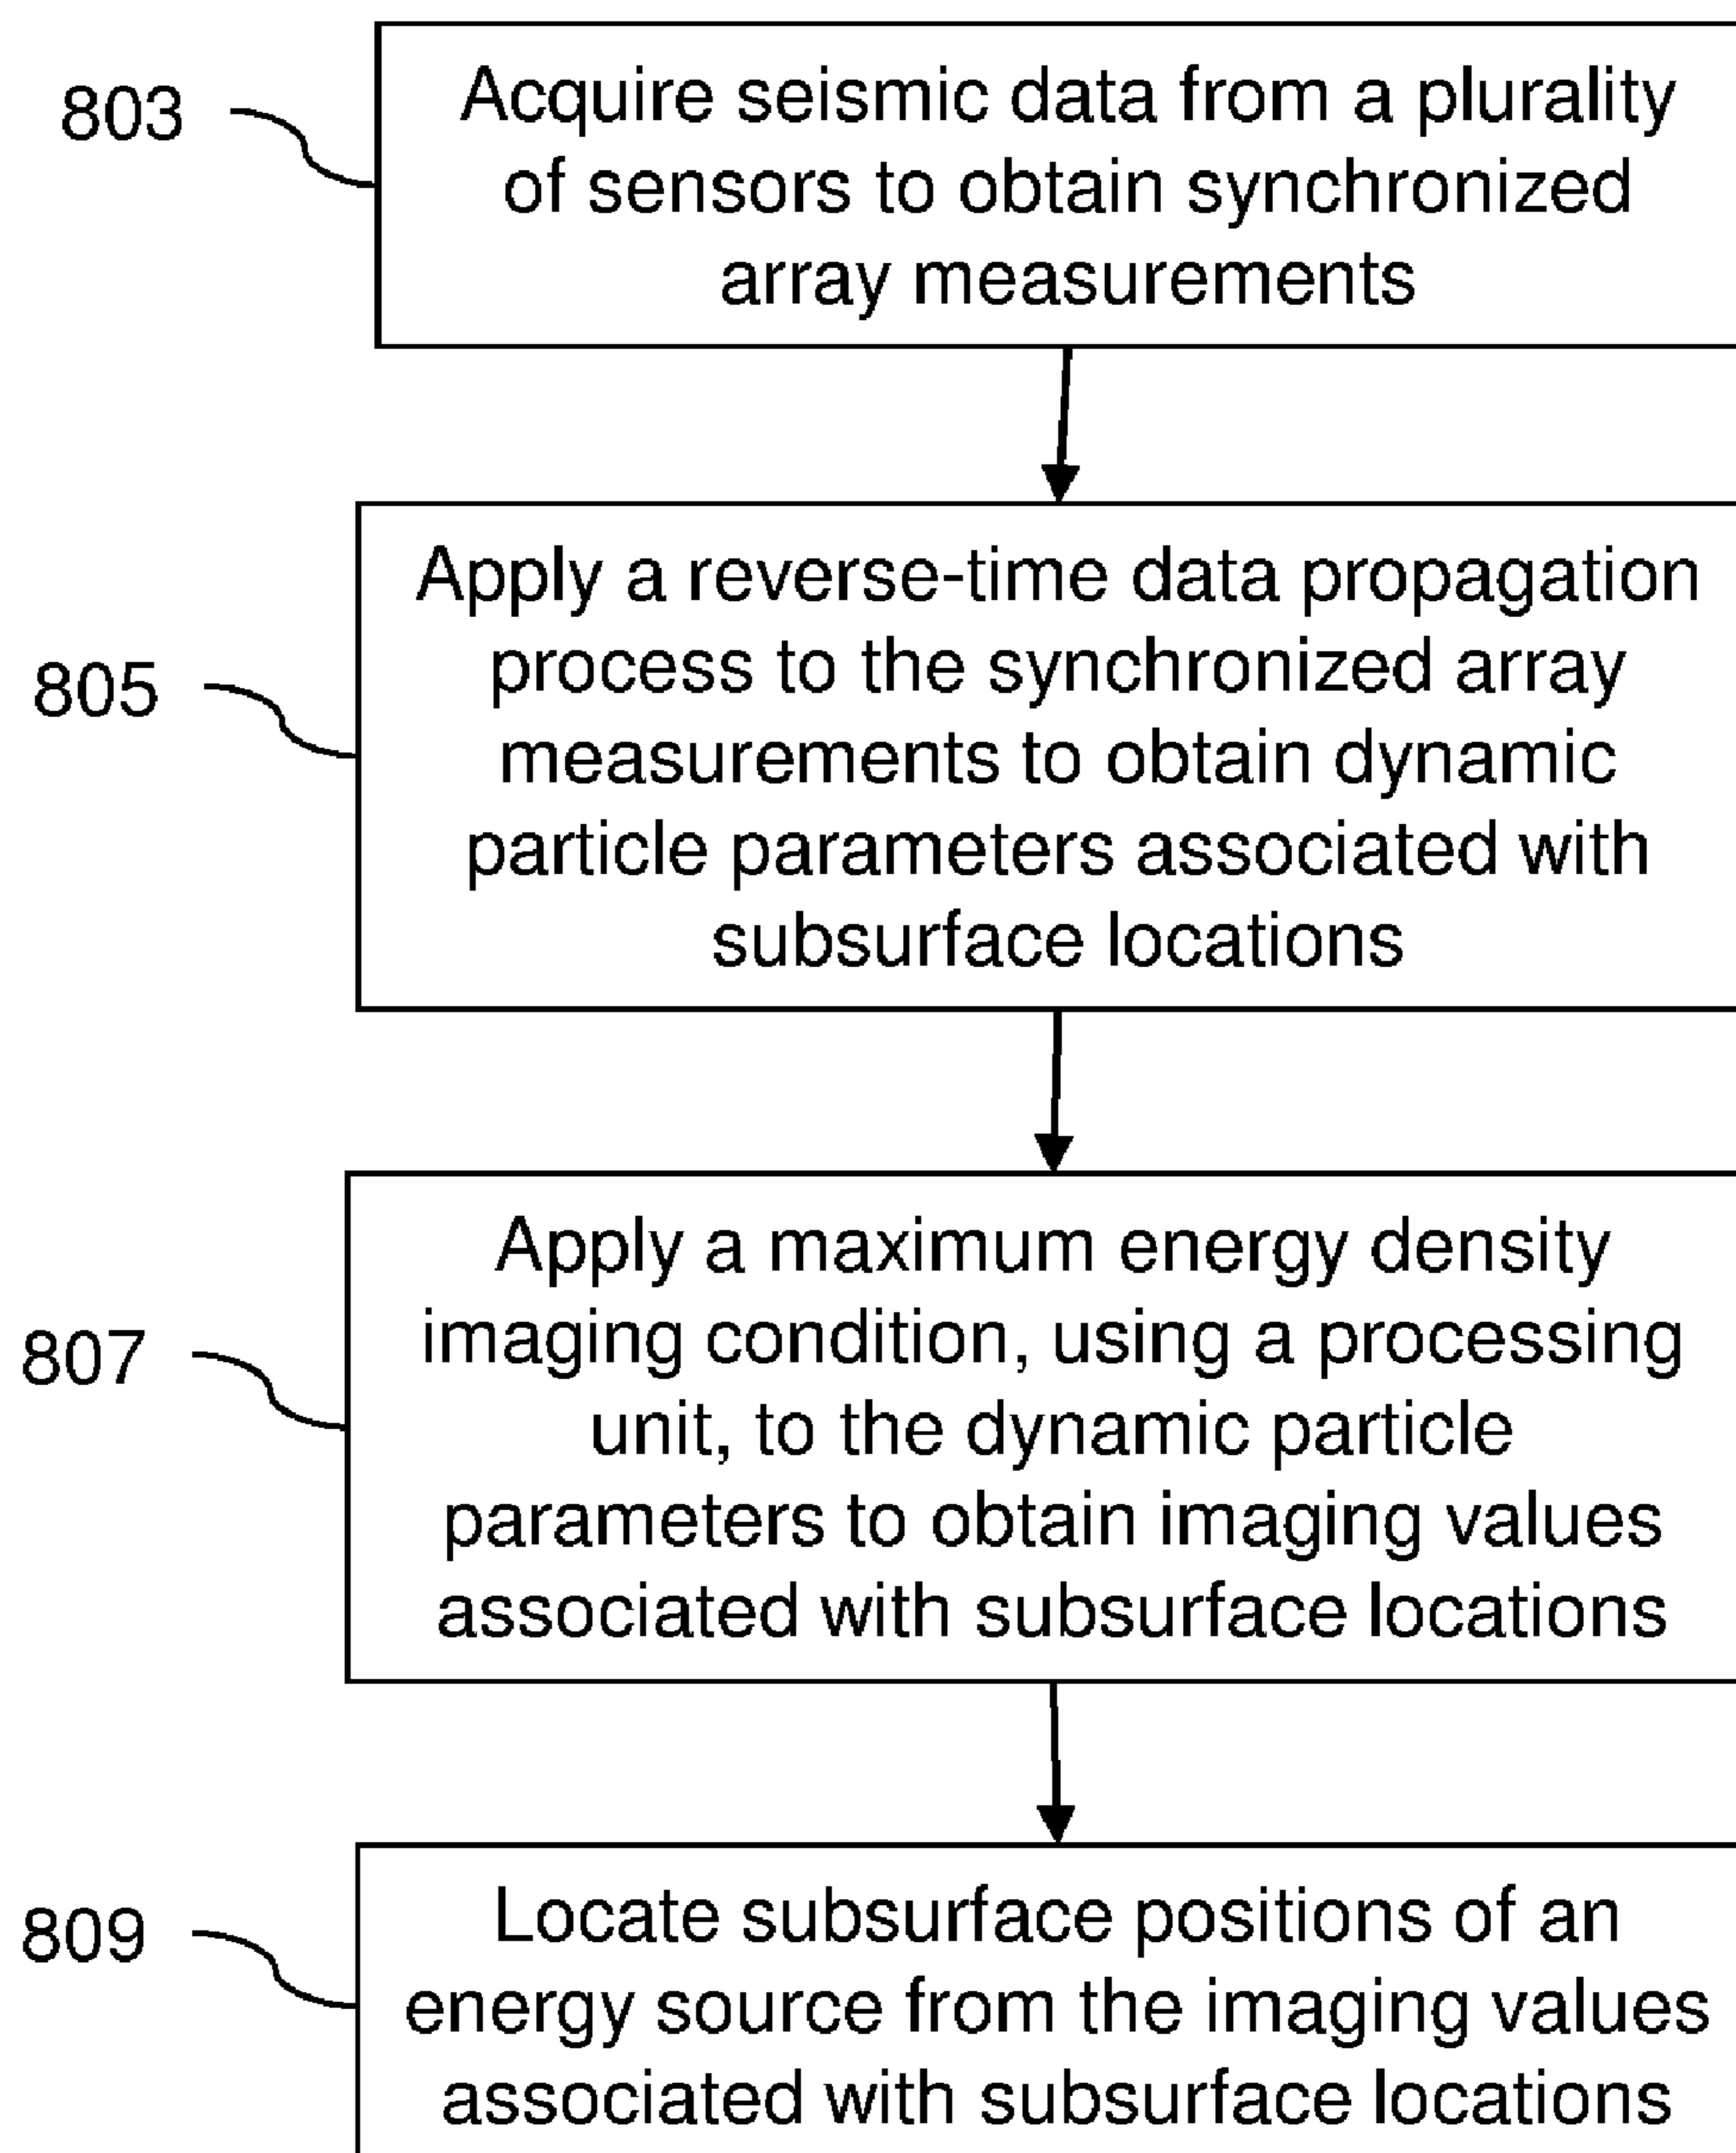 803
Acquire seismic data from a plurality
of sensors to obtain synchronized
array measurements
805
Apply a reverse-time data propagation
process to the synchronized array
measurements to obtain dynamic
particle parameters associated with
subsurface locations
807
Apply a maximum energy density
imaging condition, using a processing
unit, to the dynamic particle
parameters to obtain imaging values
associated with subsurface locations
809
Locate subsurface positions of an
energy source from the imaging values
associated with subsurface locations